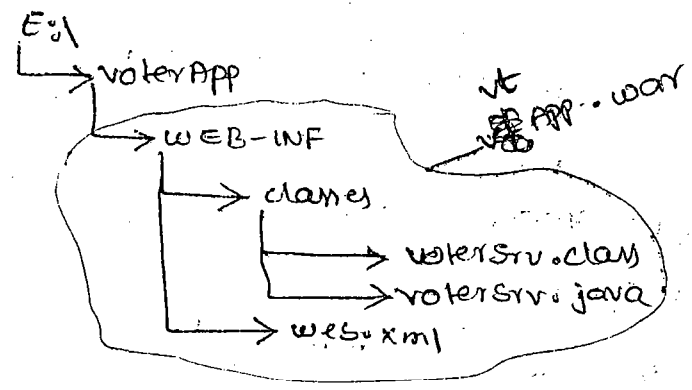 E:\
voterApp
vt
APP.war
WEB-INF
classes
voterSrv.class
voterSrv.java
web.xml